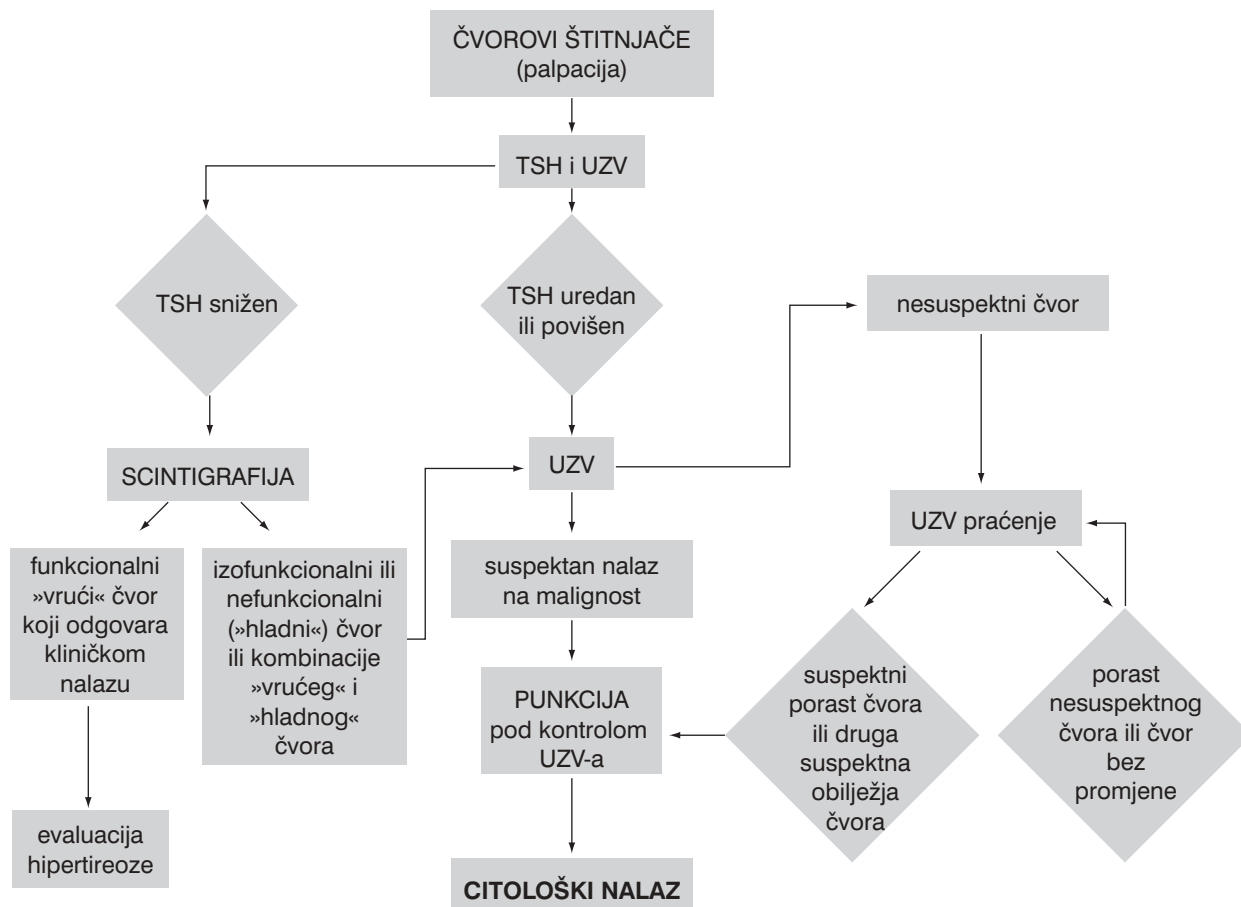 ČVOROVI ŠTITNJAČE
(palpacija)
TSH i UZV
TSH snižen
TSH uredan
ili povišen
nesuspektni čvor
SCINTIGRAFIJA
UZV
UZV praćenje
funkcionalni
»vrući« čvor
koji odgovara
kliničkom
nalazu
izofunkcionalni ili
nefunkcionalni
(»hladni«) čvor
ili kombinacije
»vrućeg« i
»hladnog«
čvora
suspektan nalaz
na malignost
PUNKCIJA
pod kontrolom
UZV-a
suspektni
porast čvora
ili druga
suspektna
obilježja
čvora
porast
nesuspektnog
čvora ili čvor
bez
promjene
evaluacija
hipertireoze
CITOLOŠKI NALAZ